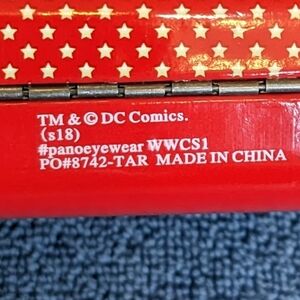 TM & © DC Comics.
(s18)
#panoeyewear WWCS1
PO#8742-TAR MADE IN CHINA